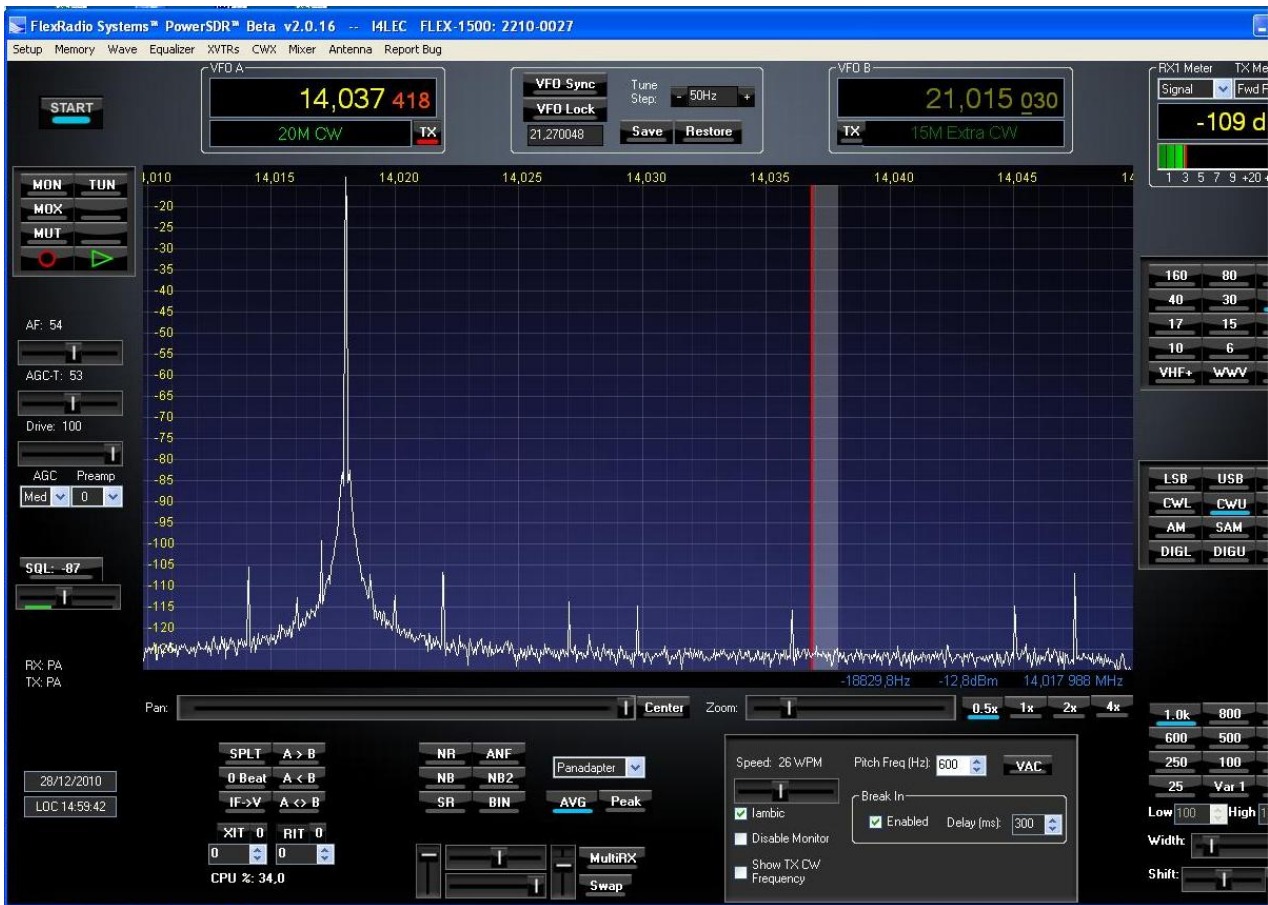 FlexRadio Systems™ PowerSDR™ Beta v2.0.16 -- I4LEC FLEX-1500: 2210-0027
Setup Memory Wave Equalizer XVTRs CWX Mixer Antenna Report Bug
START
VFO A
14,037 418
20M CW TX
VFO Sync
VFO Lock
21,270048
Tune Step: - 50Hz +
Save Restore
VFO B
21,015 030
TX 15M Extra CW
RX1 Meter TX Me
Signal Fwd P
-109 d
1 3 5 7 9 +20 +
MON TUN
MOX
MUT
AF: 54
AGC-T: 53
Drive: 100
AGC Preamp
Med 0
SQL: -87
RX: PA
TX: PA
28/12/2010
LOC 14:59:42
,010 14,015 14,020 14,025 14,030 14,035 14,040 14,045 14
-20
-25
-30
-35
-40
-45
-50
-55
-60
-65
-70
-75
-80
-85
-90
-95
-100
-105
-110
-115
-18829,8Hz -12,8dBm 14,017 988 MHz
Pan: Center Zoom: 0.5x 1x 2x 4x
SPLT A > B
0 Beat A < B
IF->V A <> B
XIT 0 RIT 0
0 0
CPU %: 34,0
NR ANF
NB NB2
SR BIN
Panadapter
AVG Peak
MultiRX
Swap
Speed: 26 WPM
Iambic
Disable Monitor
Show TX CW
Frequency
Pitch Freq (Hz): 600 VAC
Break In
Enabled Delay (ms): 300
160 80
40 30
17 15
10 6
VHF+ WWV
LSB USB
CWL CWU
AM SAM
DIGL DIGU
1.0k 800
600 500
250 100
25 Var 1
Low 100 High 1
Width:
Shift: